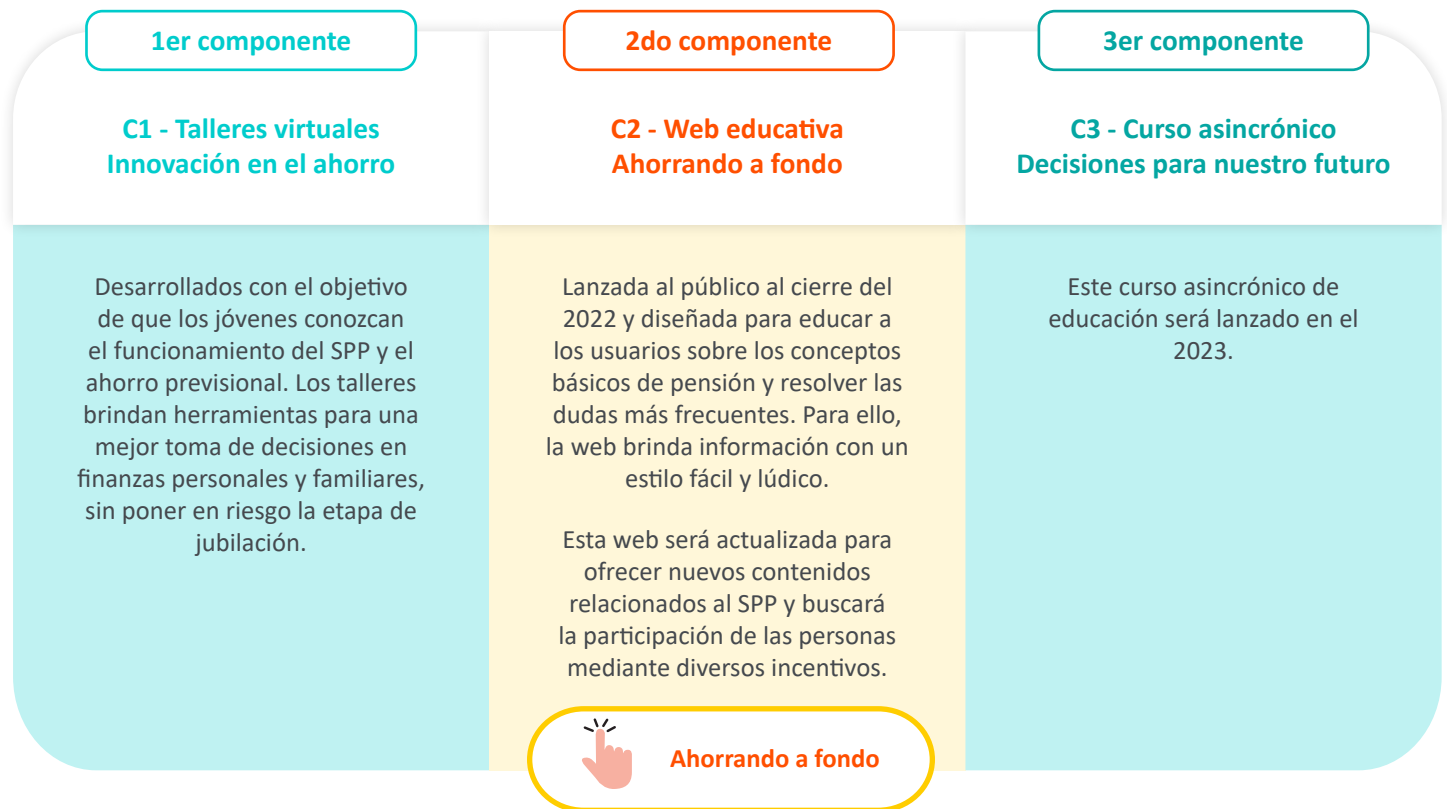 1er componente
C1 - Talleres virtuales
Innovación en el ahorro
Desarrollados con el objetivo
de que los jóvenes conozcan
el funcionamiento del SPP y el
ahorro previsional. Los talleres
brindan herramientas para una
mejor toma de decisiones en
finanzas personales y familiares,
sin poner en riesgo la etapa de
jubilación.
2do componente
C2 - Web educativa
Ahorrando a fondo
Lanzada al público al cierre del
2022 y diseñada para educar a
los usuarios sobre los conceptos
básicos de pensión y resolver las
dudas más frecuentes. Para ello,
la web brinda información con un
estilo fácil y lúdico.
Esta web será actualizada para
ofrecer nuevos contenidos
relacionados al SPP y buscará
la participación de las personas
mediante diversos incentivos.
Ahorrando a fondo
3er componente
C3 - Curso asincrónico
Decisiones para nuestro futuro
Este curso asincrónico de
educación será lanzado en el
2023.